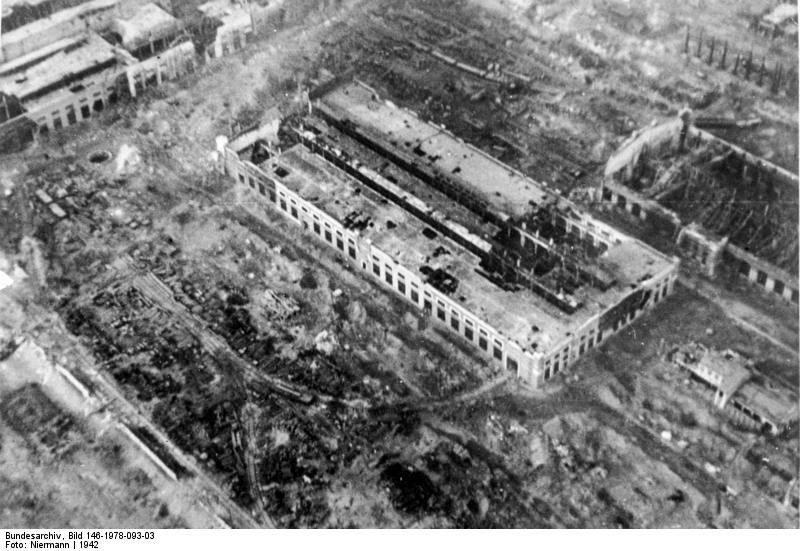 Bundesarchiv, Bild 146-1978-093-03
Foto: Niermann | 1942